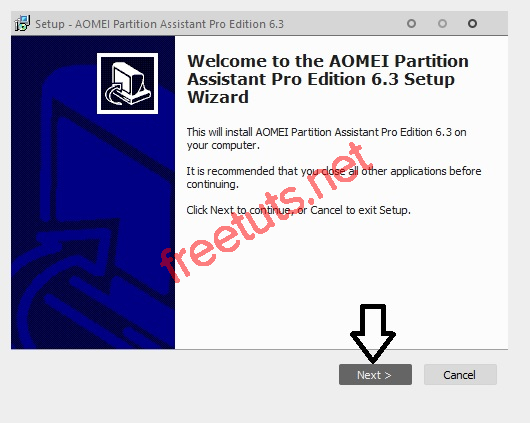 Setup - AOMEI Partition Assistant Pro Edition 6.3
Welcome to the AOMEI Partition
Assistant Pro Edition 6.3 Setup
Wizard
This will install AOMEI Partition Assistant Pro Edition 6.3 on
your computer.
It is recommended that you close all other applications before
continuing.
Click Next to continue, or Cancel to exit Setup.
freetuts.net
Next >
Cancel